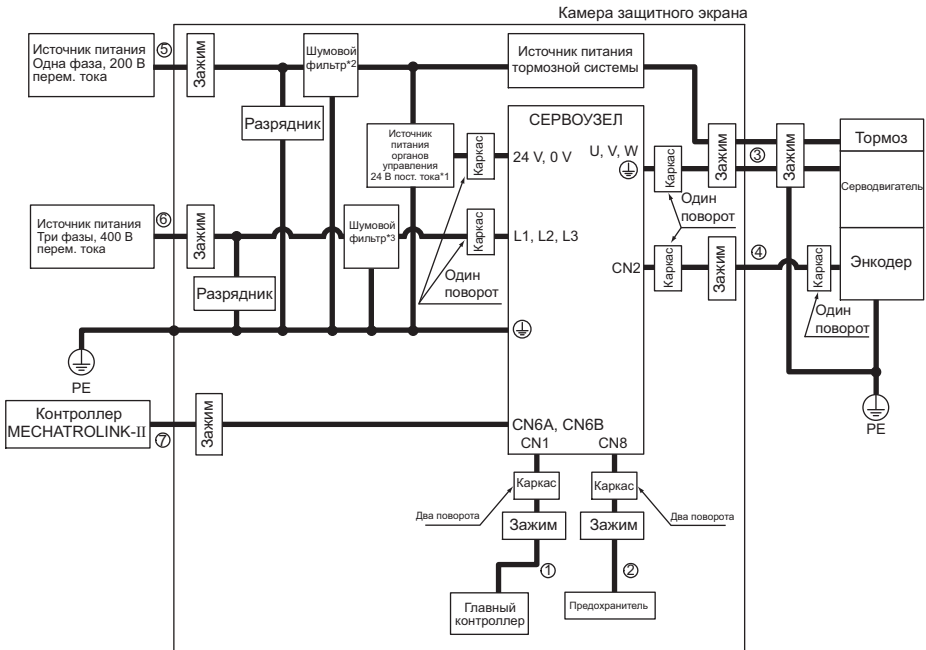 Камера защитного экрана
Источник питания
Одна фаза, 200 В
перем. тока
⑤
Зажим
Шумовой
фильтр*2
Источник питания
тормозной системы
Разрядник
Источник
питания
органов
управления
24 В пост. тока*1
Каркас
СЕРВОУЗЕЛ
24 V, 0 V
U, V, W
Каркас
Зажим
③
Зажим
Тормоз
Серводвигатель
Один
поворот
Источник питания
Три фазы, 400 В
перем. тока
⑥
Зажим
Шумовой
фильтр*3
Каркас
L1, L2, L3
Разрядник
Один
поворот
CN2
Каркас
Зажим
④
Каркас
Энкодер
Один
поворот
PE
PE
Контроллер
MECHATROLINK-II
⑦
Зажим
CN6A, CN6B
CN1
CN8
Каркас
Каркас
Два поворота
Два поворота
Зажим
Зажим
①
②
Главный
контроллер
Предохранитель